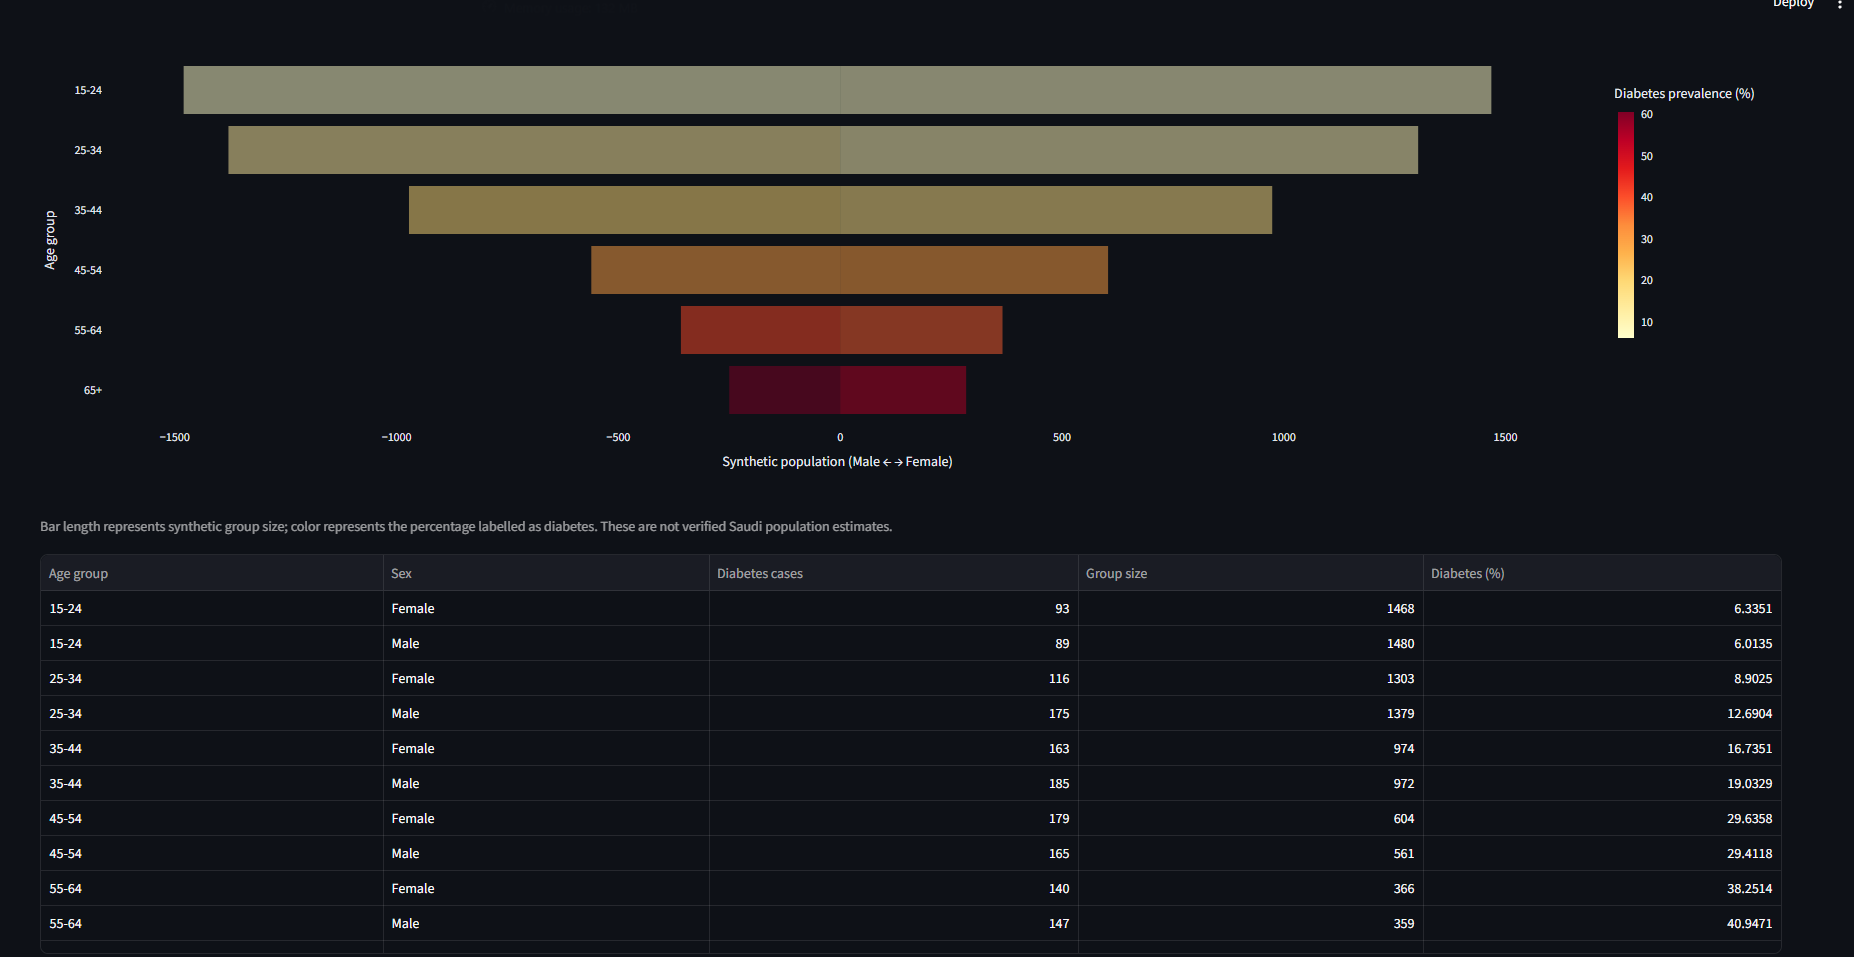 Deploy
15-24
25-34
35-44
45-54
55-64
65+
Age group
−1500 −1000 −500 0 500 1000 1500
Synthetic population (Male ← → Female)
Diabetes prevalence (%)
60
50
40
30
20
10
Bar length represents synthetic group size; color represents the percentage labelled as diabetes. These are not verified Saudi population estimates.
Age group Sex Diabetes cases Group size Diabetes (%)
15-24 Female 93 1468 6.3351
15-24 Male 89 1480 6.0135
25-34 Female 116 1303 8.9025
25-34 Male 175 1379 12.6904
35-44 Female 163 974 16.7351
35-44 Male 185 972 19.0329
45-54 Female 179 604 29.6358
45-54 Male 165 561 29.4118
55-64 Female 140 366 38.2514
55-64 Male 147 359 40.9471